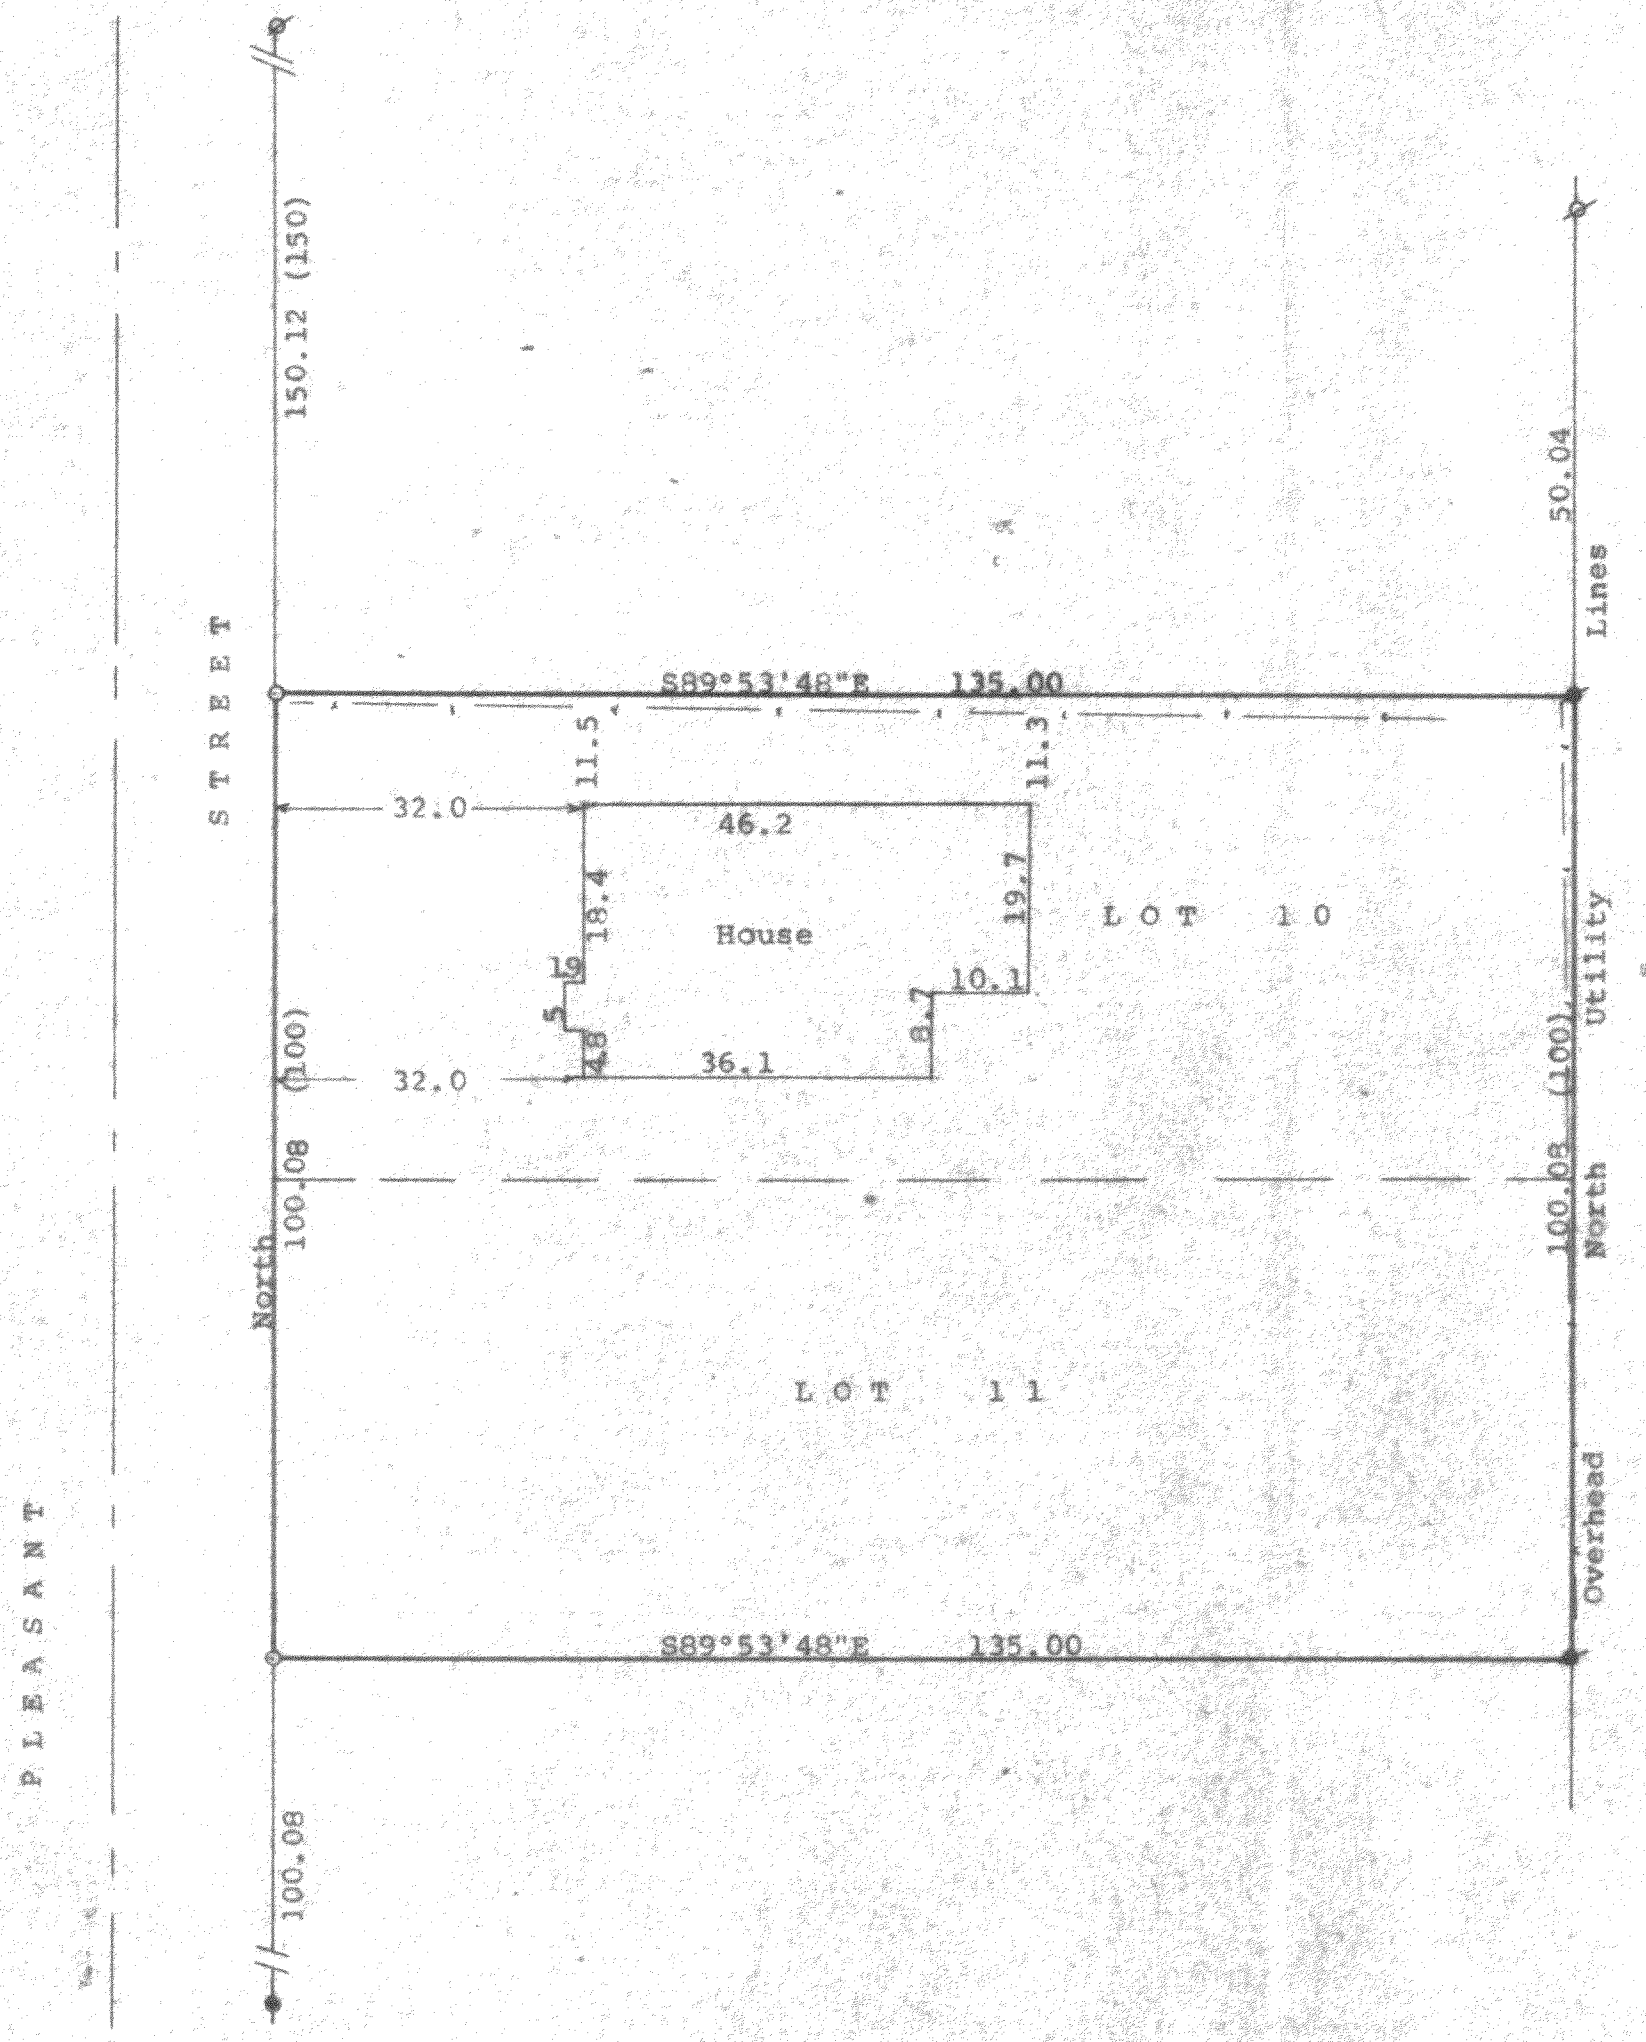 150.12 (150)
50.04
Lines
STREET
S89°53'48"E 135.00
11.5
11.3
32.0
46.2
18.4
19.7
House
LOT 10
19
10.1
5
8.7
4.8
36.1
32.0
Utility
100.08 (100)
100.08 (100)
North
North
LOT 11
Overhead
PLEASANT
S89°53'48"E 135.00
100.08